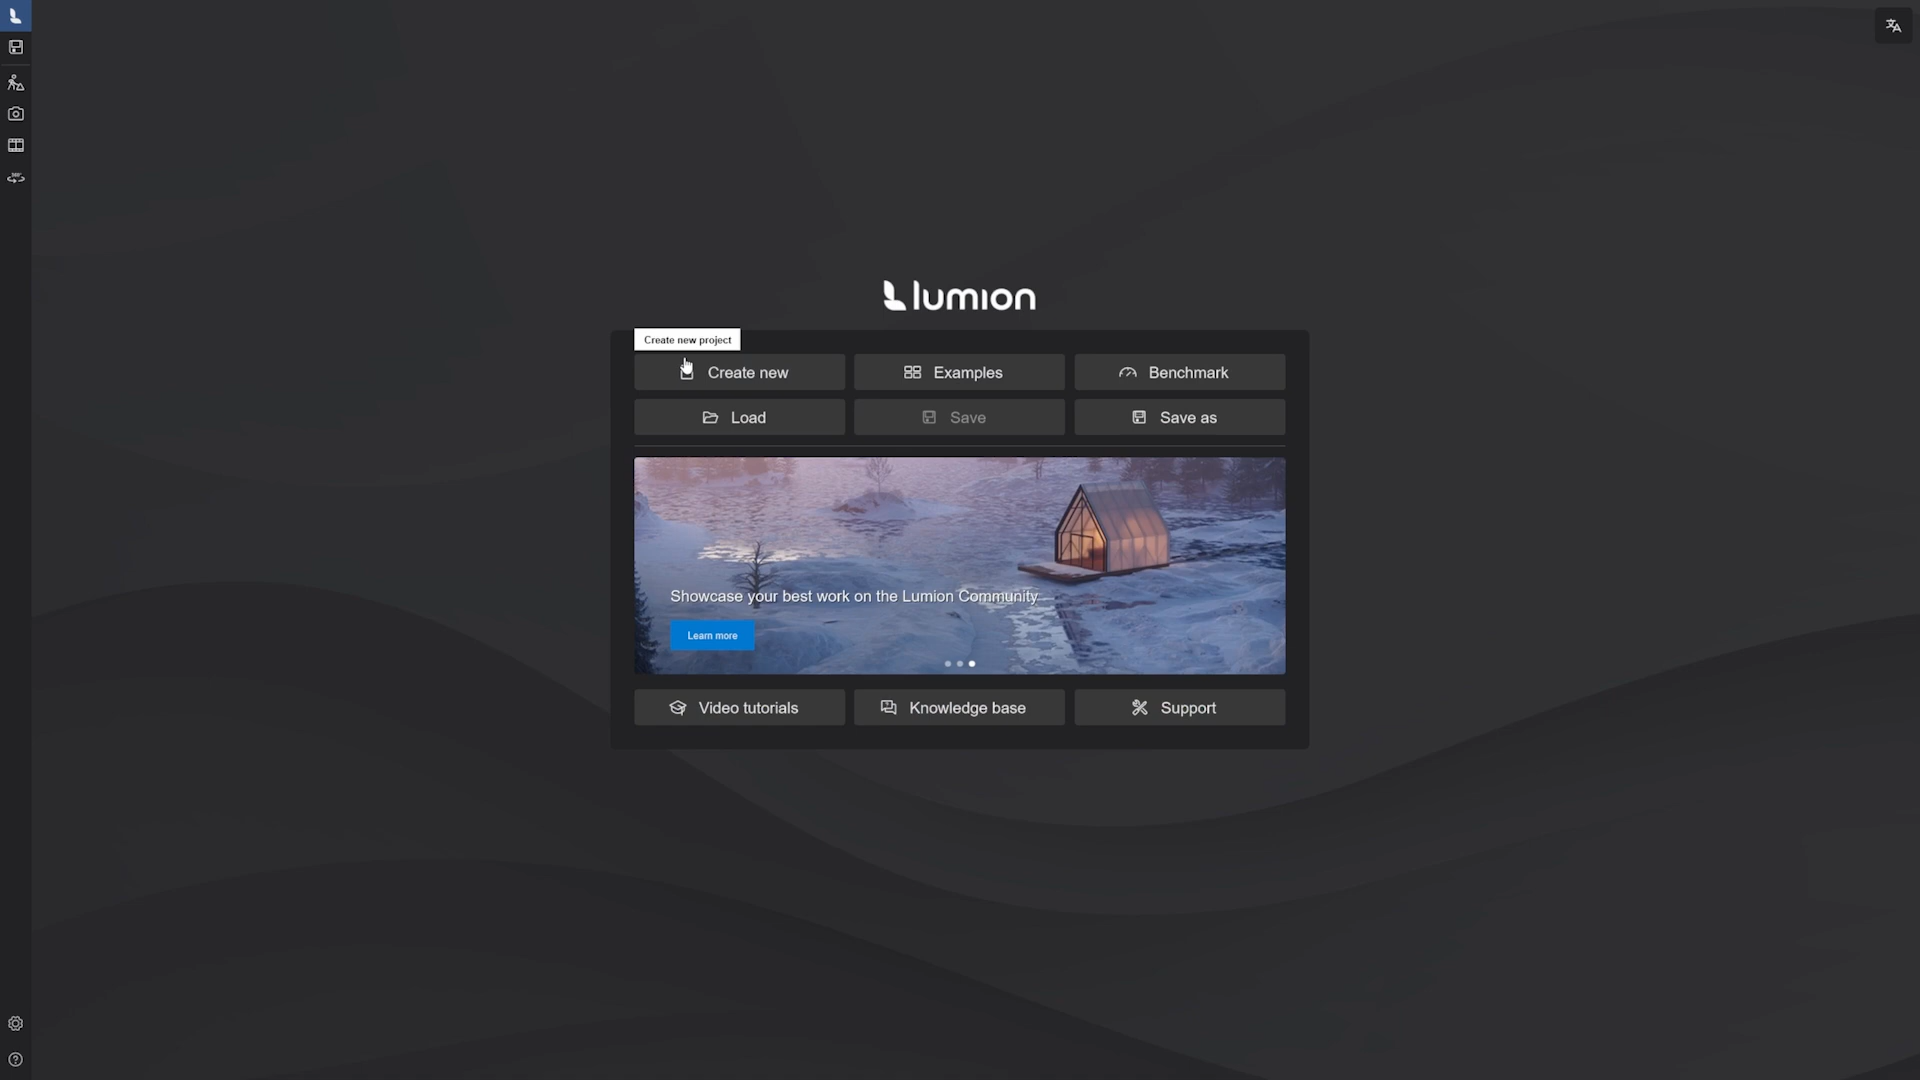 lumion
Create new project
Create new
Examples
Benchmark
Load
Save
Save as
Showcase your best work on the Lumion Community
Learn more
Video tutorials
Knowledge base
Support